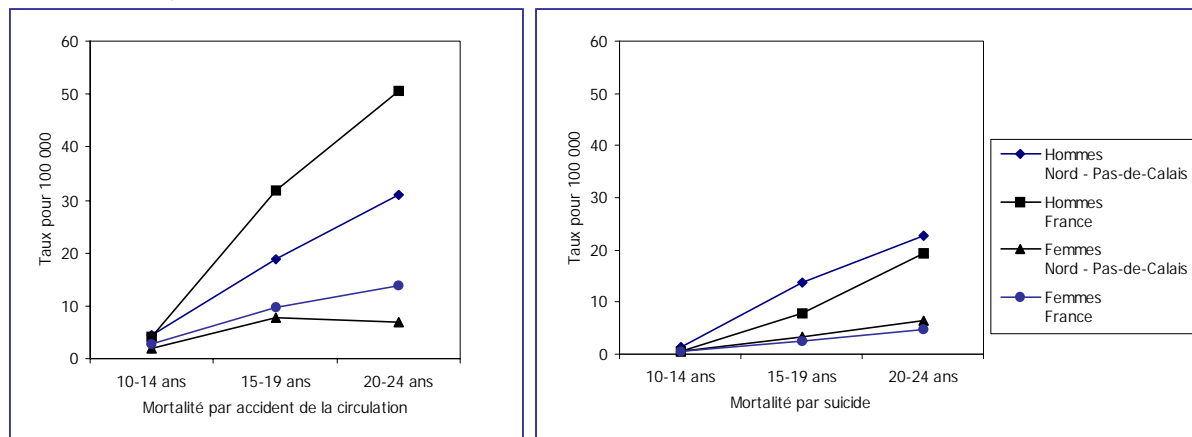 60
50
40
30
20
10
0
Taux pour 100 000
10-14 ans 15-19 ans 20-24 ans
Mortalité par accident de la circulation
60
50
40
30
20
10
0
Taux pour 100 000
10-14 ans 15-19 ans 20-24 ans
Mortalité par suicide
Hommes
Nord - Pas-de-Calais
Hommes
France
Femmes
Nord - Pas-de-Calais
Femmes
France